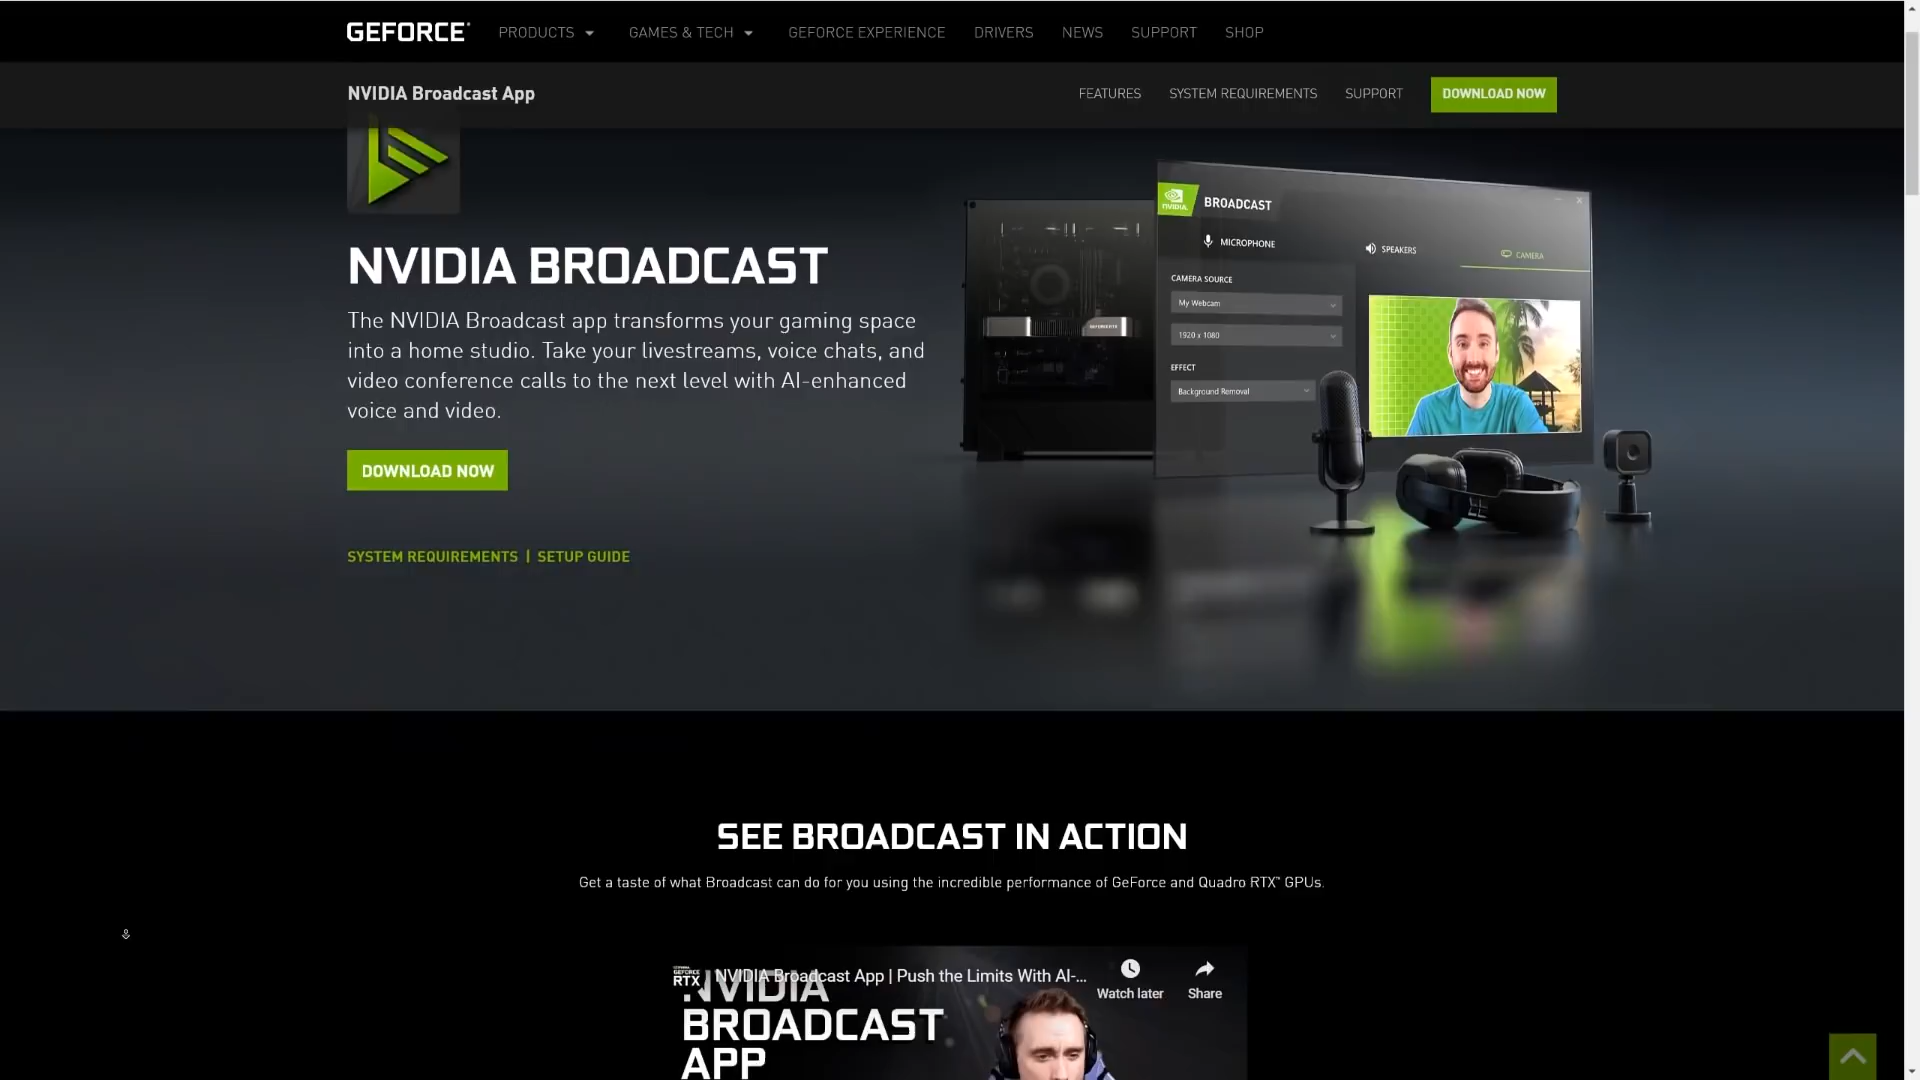 GEFORCE
PRODUCTS
GAMES & TECH
GEFORCE EXPERIENCE
DRIVERS
NEWS
SUPPORT
SHOP
NVIDIA Broadcast App
FEATURES
SYSTEM REQUIREMENTS
SUPPORT
DOWNLOAD NOW
NVIDIA BROADCAST
The NVIDIA Broadcast app transforms your gaming space
into a home studio. Take your livestreams, voice chats, and
video conference calls to the next level with AI-enhanced
voice and video.
DOWNLOAD NOW
SYSTEM REQUIREMENTS | SETUP GUIDE
NVIDIA.
BROADCAST
MICROPHONE
SPEAKERS
CAMERA
CAMERA SOURCE
My Webcam
1920 x 1080
EFFECT
Background Removal
GEFORCE RTX
SEE BROADCAST IN ACTION
Get a taste of what Broadcast can do for you using the incredible performance of GeForce and Quadro RTX™ GPUs.
GEFORCE
RTX
NVIDIA Broadcast App | Push the Limits With AI-...
Watch later
Share
NVIDIA
BROADCAST
APP